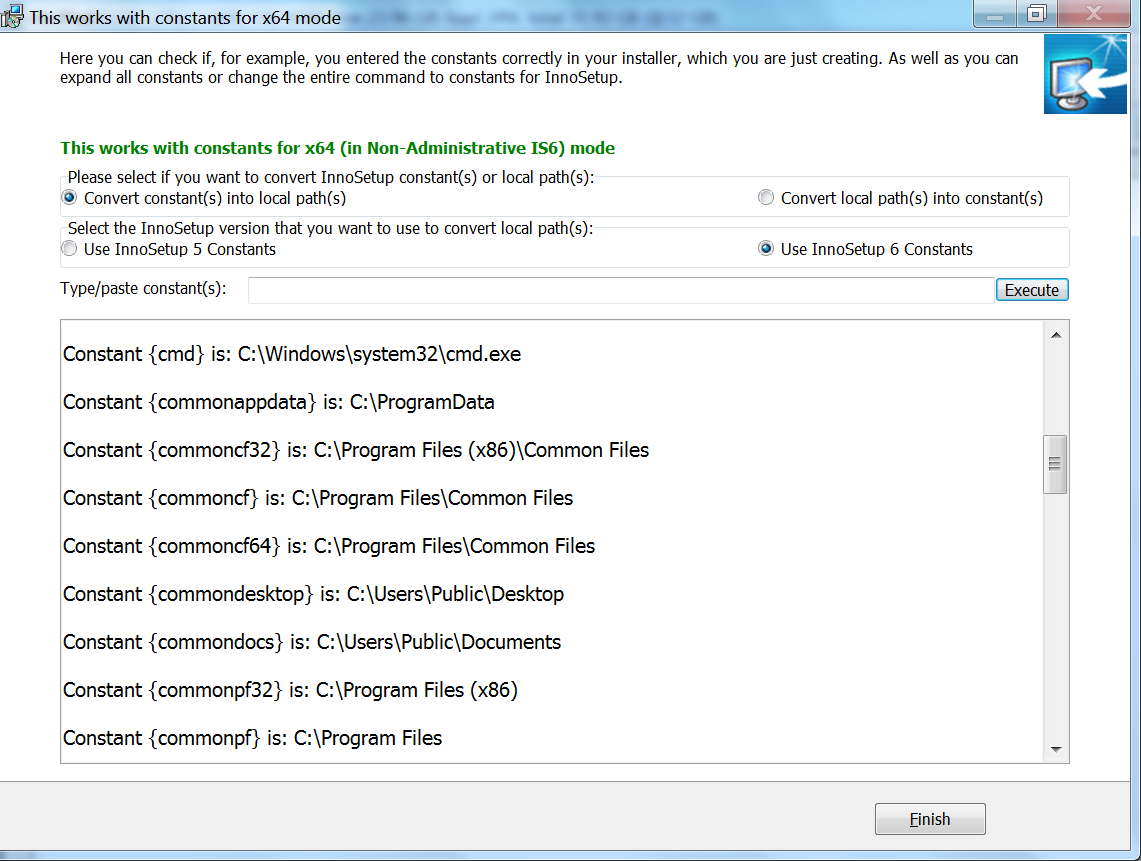 This works with constants for x64 mode
Here you can check if, for example, you entered the constants correctly in your installer, which you are just creating. As well as you can
expand all constants or change the entire command to constants for InnoSetup.
This works with constants for x64 (in Non-Administrative IS6) mode
Please select if you want to convert InnoSetup constant(s) or local path(s):
Convert constant(s) into local path(s)
Convert local path(s) into constant(s)
Select the InnoSetup version that you want to use to convert local path(s):
Use InnoSetup 5 Constants
Use InnoSetup 6 Constants
Type/paste constant(s):
Execute
Constant {cmd} is: C:\Windows\system32\cmd.exe
Constant {commonappdata} is: C:\ProgramData
Constant {commoncf32} is: C:\Program Files (x86)\Common Files
Constant {commoncf} is: C:\Program Files\Common Files
Constant {commoncf64} is: C:\Program Files\Common Files
Constant {commondesktop} is: C:\Users\Public\Desktop
Constant {commondocs} is: C:\Users\Public\Documents
Constant {commonpf32} is: C:\Program Files (x86)
Constant {commonpf} is: C:\Program Files
Finish